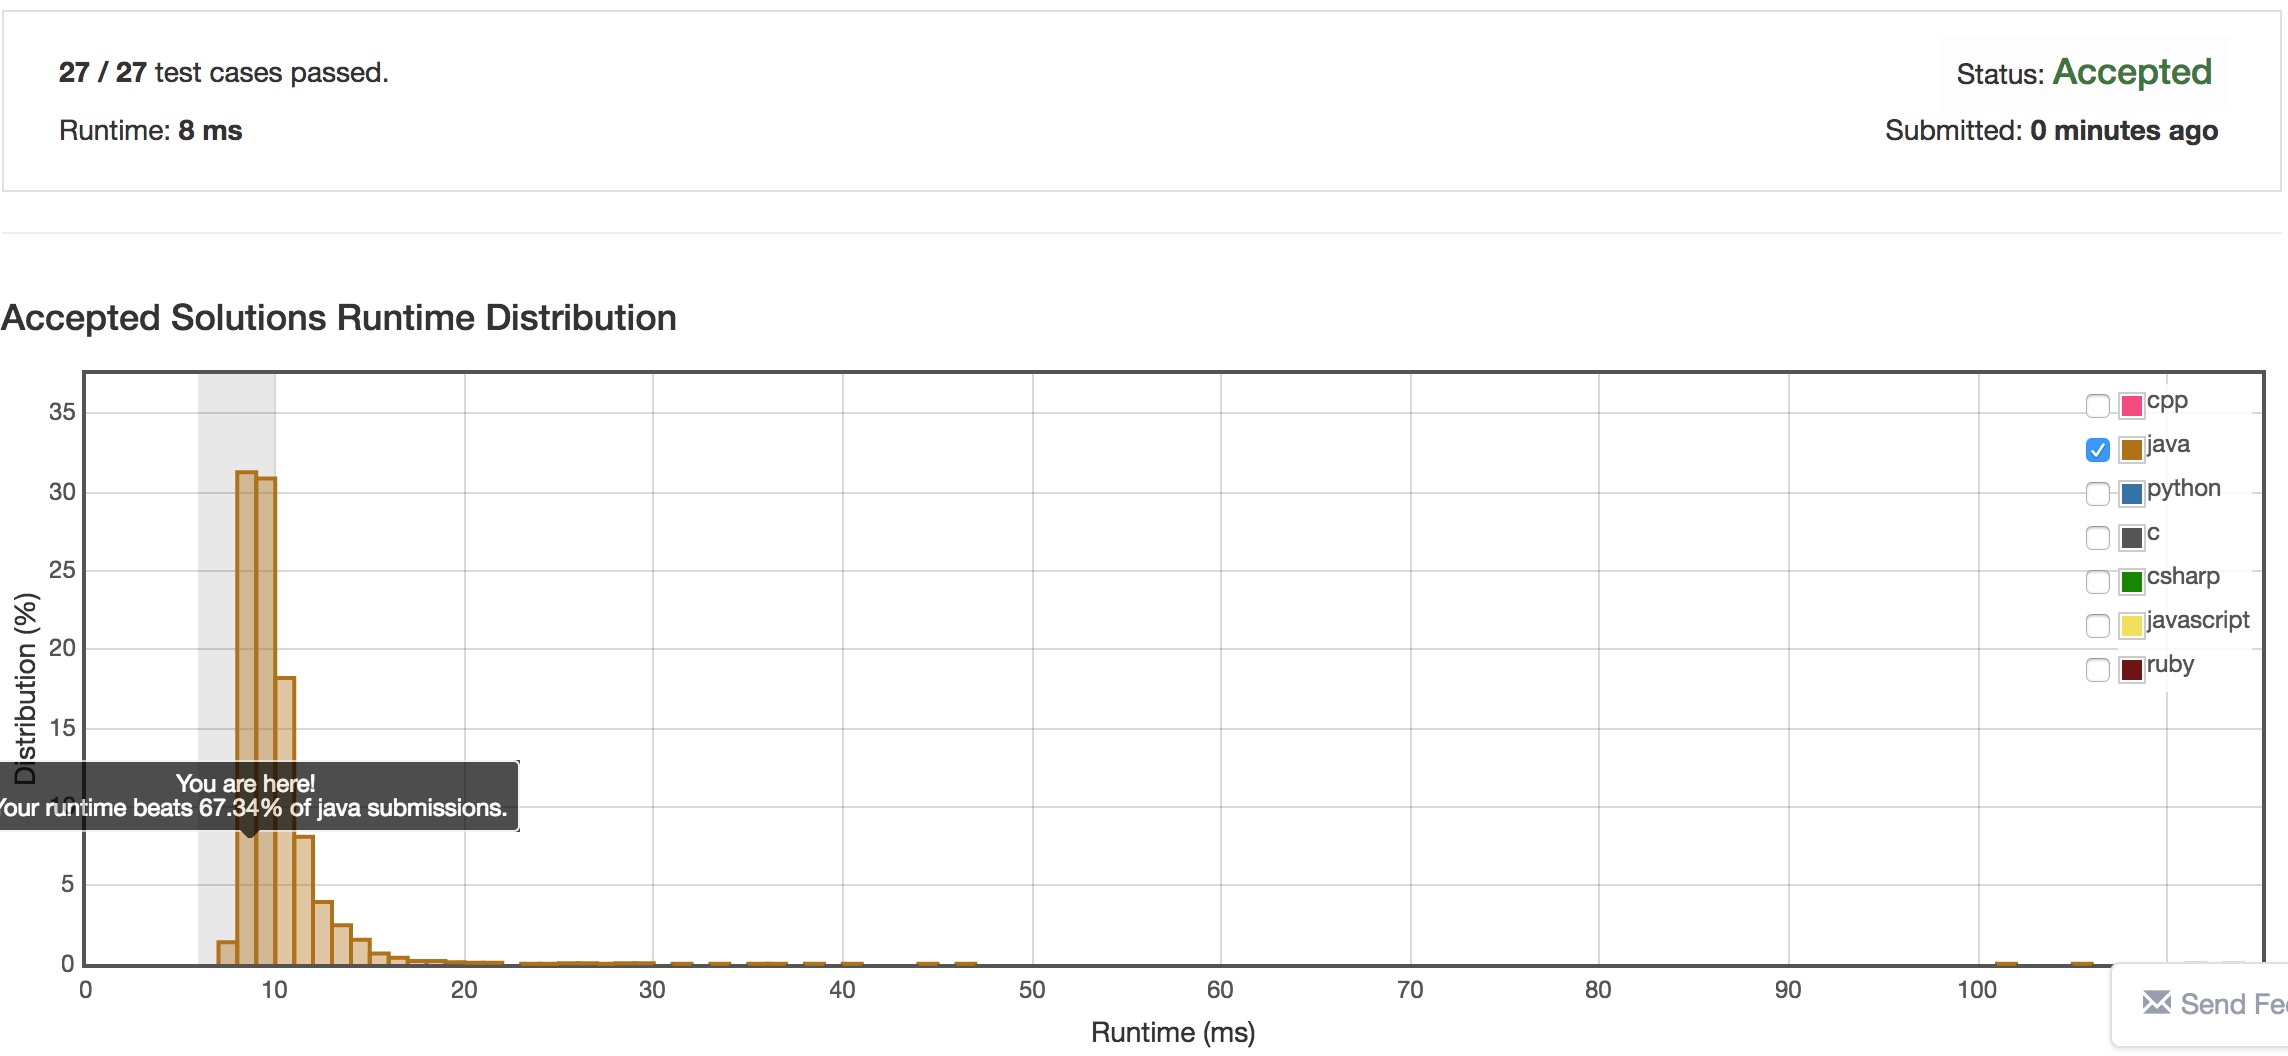 27 / 27 test cases passed.
Status: Accepted
Runtime: 8 ms
Submitted: 0 minutes ago
Accepted Solutions Runtime Distribution
Distribution (%)
35
30
25
20
15
10
5
0
cpp
java
python
c
csharp
javascript
ruby
You are here!
Your runtime beats 67.34% of java submissions.
0 10 20 30 40 50 60 70 80 90 100
Runtime (ms)
Send